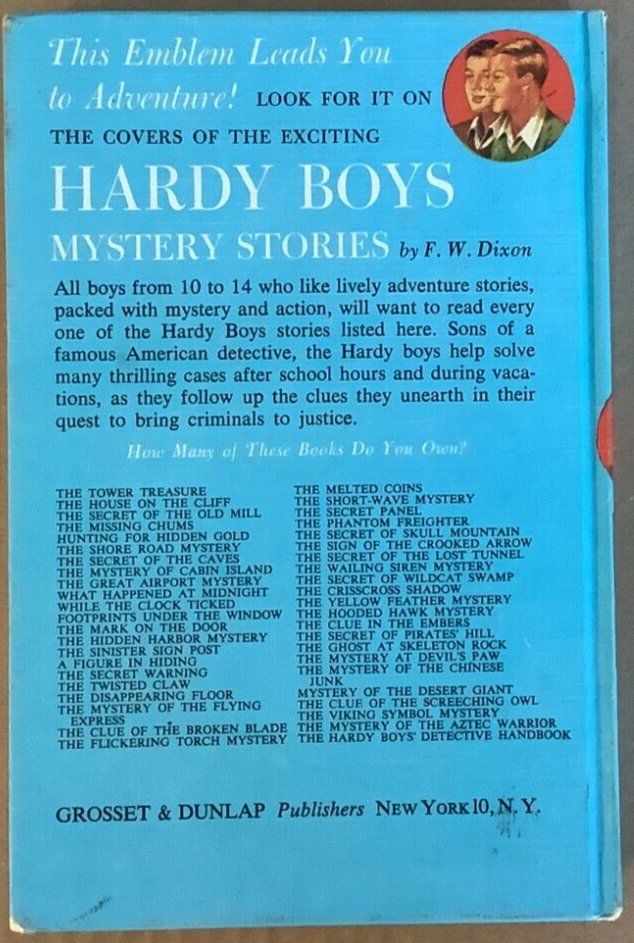 This Emblem Leads You
to Adventure! LOOK FOR IT ON
THE COVERS OF THE EXCITING
HARDY BOYS
MYSTERY STORIES by F. W. Dixon
All boys from 10 to 14 who like lively adventure stories,
packed with mystery and action, will want to read every
one of the Hardy Boys stories listed here. Sons of a
famous American detective, the Hardy boys help solve
many thrilling cases after school hours and during vaca-
tions, as they follow up the clues they unearth in their
quest to bring criminals to justice.
How Many of These Books Do You Own?
THE TOWER TREASURE
THE HOUSE ON THE CLIFF
THE SECRET OF THE OLD MILL
THE MISSING CHUMS
HUNTING FOR HIDDEN GOLD
THE SHORE ROAD MYSTERY
THE SECRET OF THE CAVES
THE MYSTERY OF CABIN ISLAND
THE GREAT AIRPORT MYSTERY
WHAT HAPPENED AT MIDNIGHT
WHILE THE CLOCK TICKED
FOOTPRINTS UNDER THE WINDOW
THE MARK ON THE DOOR
THE HIDDEN HARBOR MYSTERY
THE SINISTER SIGN POST
A FIGURE IN HIDING
THE SECRET WARNING
THE TWISTED CLAW
THE DISAPPEARING FLOOR
THE MYSTERY OF THE FLYING
EXPRESS
THE CLUE OF THE BROKEN BLADE
THE FLICKERING TORCH MYSTERY
THE MELTED COINS
THE SHORT-WAVE MYSTERY
THE SECRET PANEL
THE PHANTOM FREIGHTER
THE SECRET OF SKULL MOUNTAIN
THE SIGN OF THE CROOKED ARROW
THE SECRET OF THE LOST TUNNEL
THE WAILING SIREN MYSTERY
THE SECRET OF WILDCAT SWAMP
THE CRISSCROSS SHADOW
THE YELLOW FEATHER MYSTERY
THE HOODED HAWK MYSTERY
THE CLUE IN THE EMBERS
THE SECRET OF PIRATES' HILL
THE GHOST AT SKELETON ROCK
THE MYSTERY AT DEVIL'S PAW
THE MYSTERY OF THE CHINESE
JUNK
MYSTERY OF THE DESERT GIANT
THE CLUE OF THE SCREECHING OWL
THE VIKING SYMBOL MYSTERY
THE MYSTERY OF THE AZTEC WARRIOR
THE HARDY BOYS' DETECTIVE HANDBOOK
GROSSET & DUNLAP Publishers NEW YORK 10, N. Y.